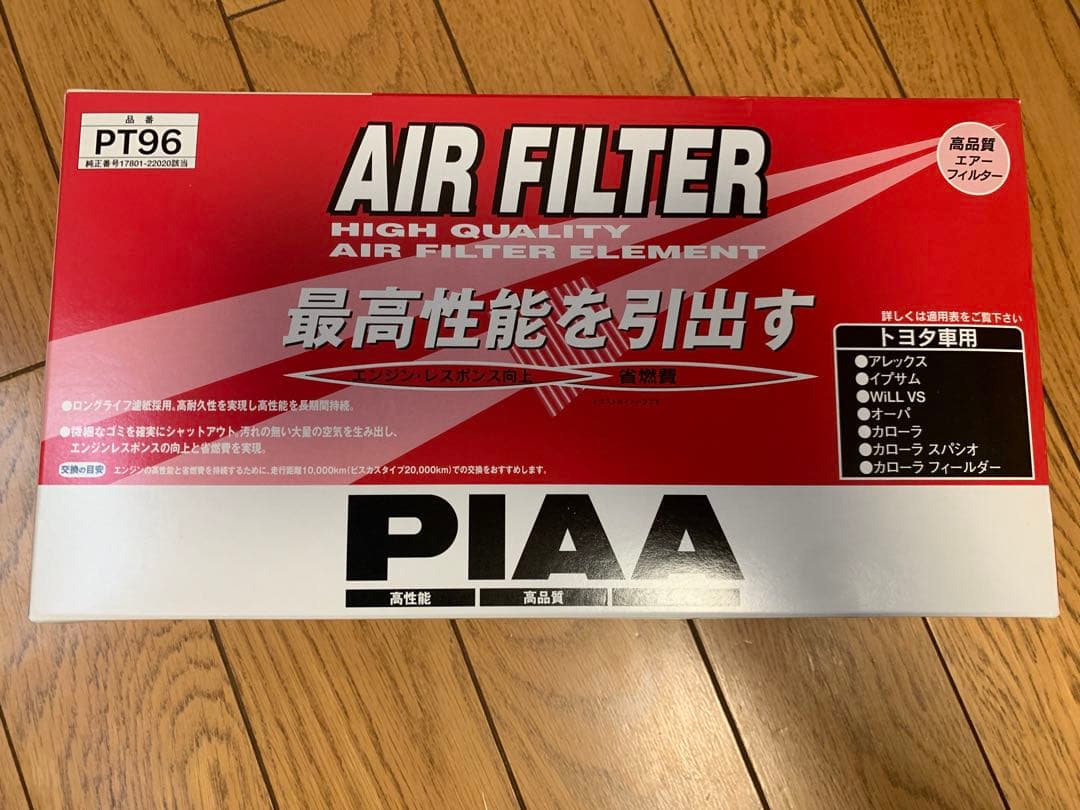 品番
PT96
純正番号17801-22020該当
AIR FILTER
HIGH QUALITY
AIR FILTER ELEMENT
高品質
エアー
フィルター
最高性能を引出す
エンジン・レスポンス向上
省燃費
●ロングライフ濾紙採用。高耐久性を実現し高性能を長期間持続。
●微細なゴミを確実にシャットアウト。汚れの無い大量の空気を生み出し、
エンジンレスポンスの向上と省燃費を実現。
交換の目安 エンジンの高性能と省燃費を持続するために、走行距離10,000km(ビスカスタイプ20,000km)での交換をおすすめします。
詳しくは適用表をご覧下さい
トヨタ車用
●アレックス
●イプサム
●WiLL VS
●オーパ
●カローラ
●カローラ スパシオ
●カローラ フィールダー
PIAA
高性能 高品質